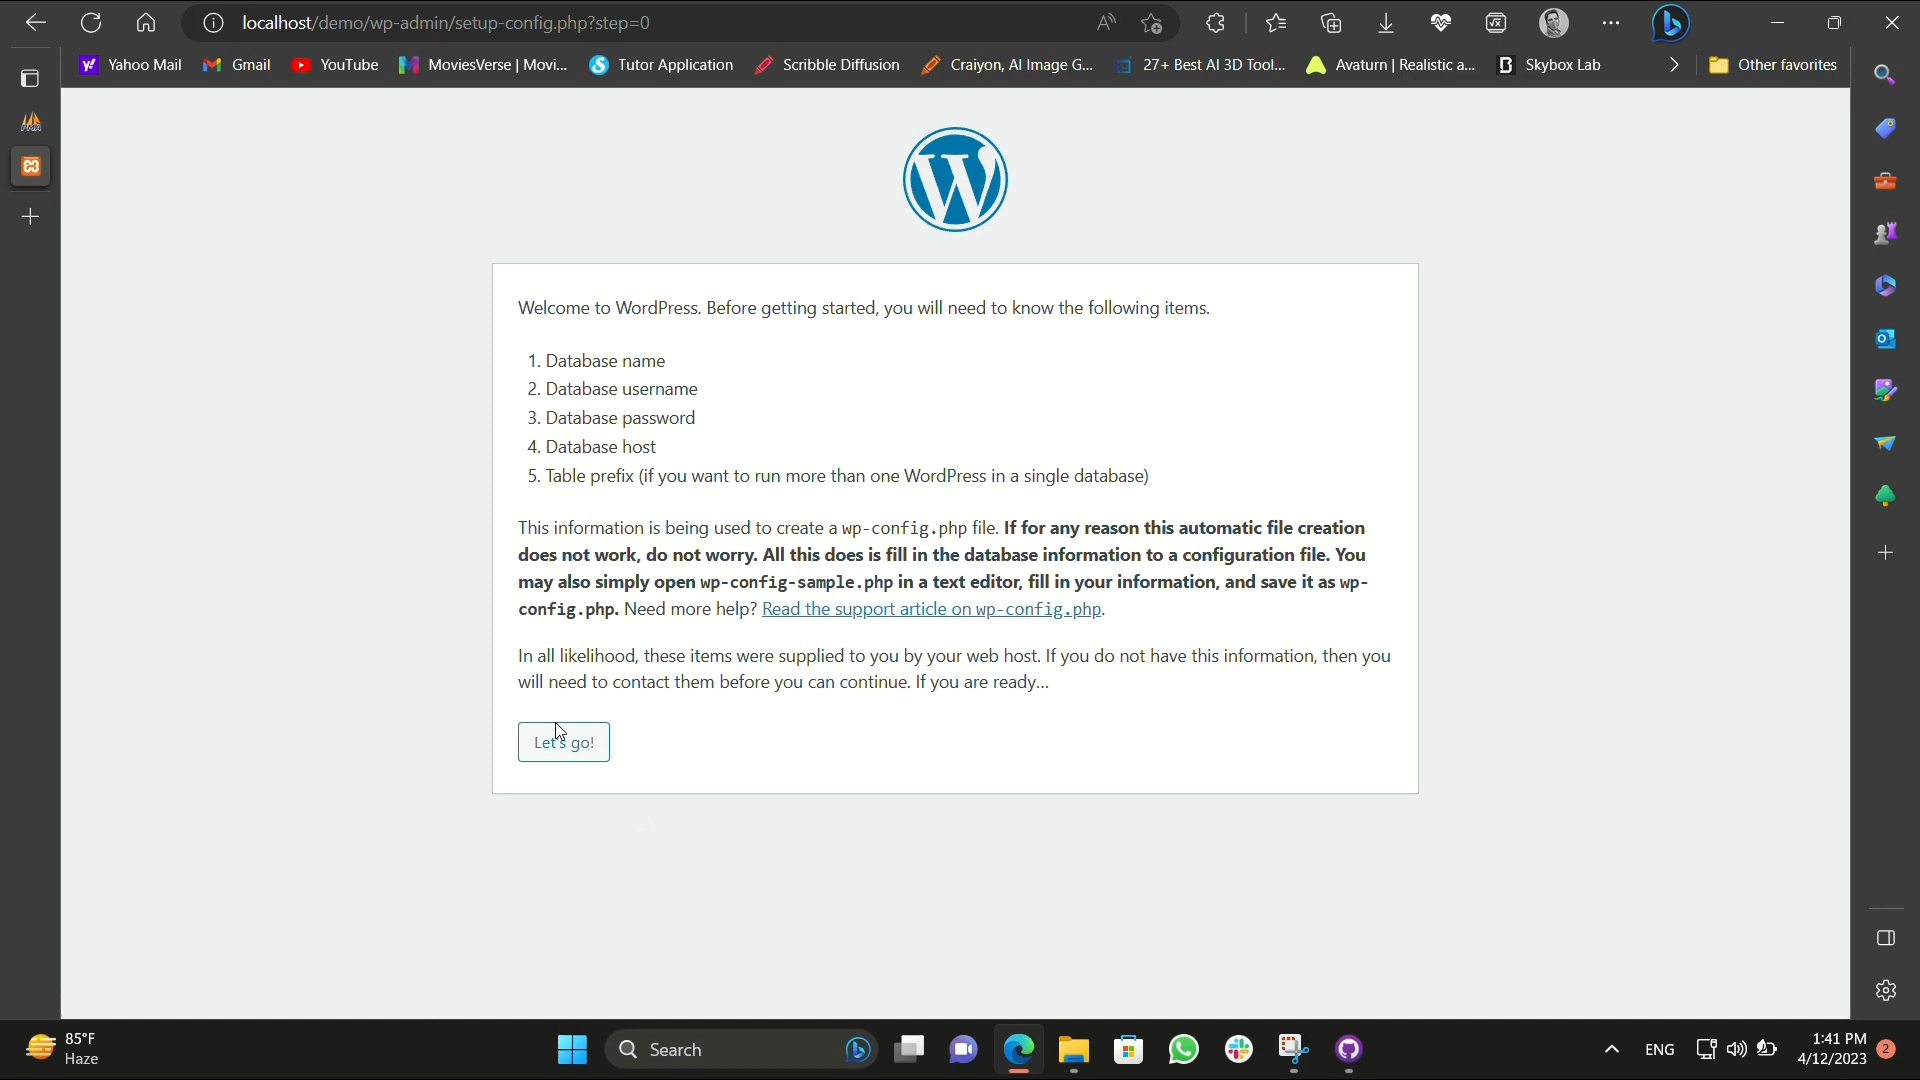 localhost/demo/wp-admin/setup-config.php?step=0
Yahoo Mail
Gmail
YouTube
MoviesVerse | Movi...
Tutor Application
Scribble Diffusion
Craiyon, AI Image G...
27+ Best AI 3D Tool...
Avaturn | Realistic a...
Skybox Lab
Other favorites
Welcome to WordPress. Before getting started, you will need to know the following items.
1. Database name
2. Database username
3. Database password
4. Database host
5. Table prefix (if you want to run more than one WordPress in a single database)
This information is being used to create a wp-config.php file. If for any reason this automatic file creation
does not work, do not worry. All this does is fill in the database information to a configuration file. You
may also simply open wp-config-sample.php in a text editor, fill in your information, and save it as wp-
config.php. Need more help? Read the support article on wp-config.php.
In all likelihood, these items were supplied to you by your web host. If you do not have this information, then you
will need to contact them before you can continue. If you are ready...
Let's go!
85°F
Haze
Search
ENG
1:41 PM
4/12/2023
2